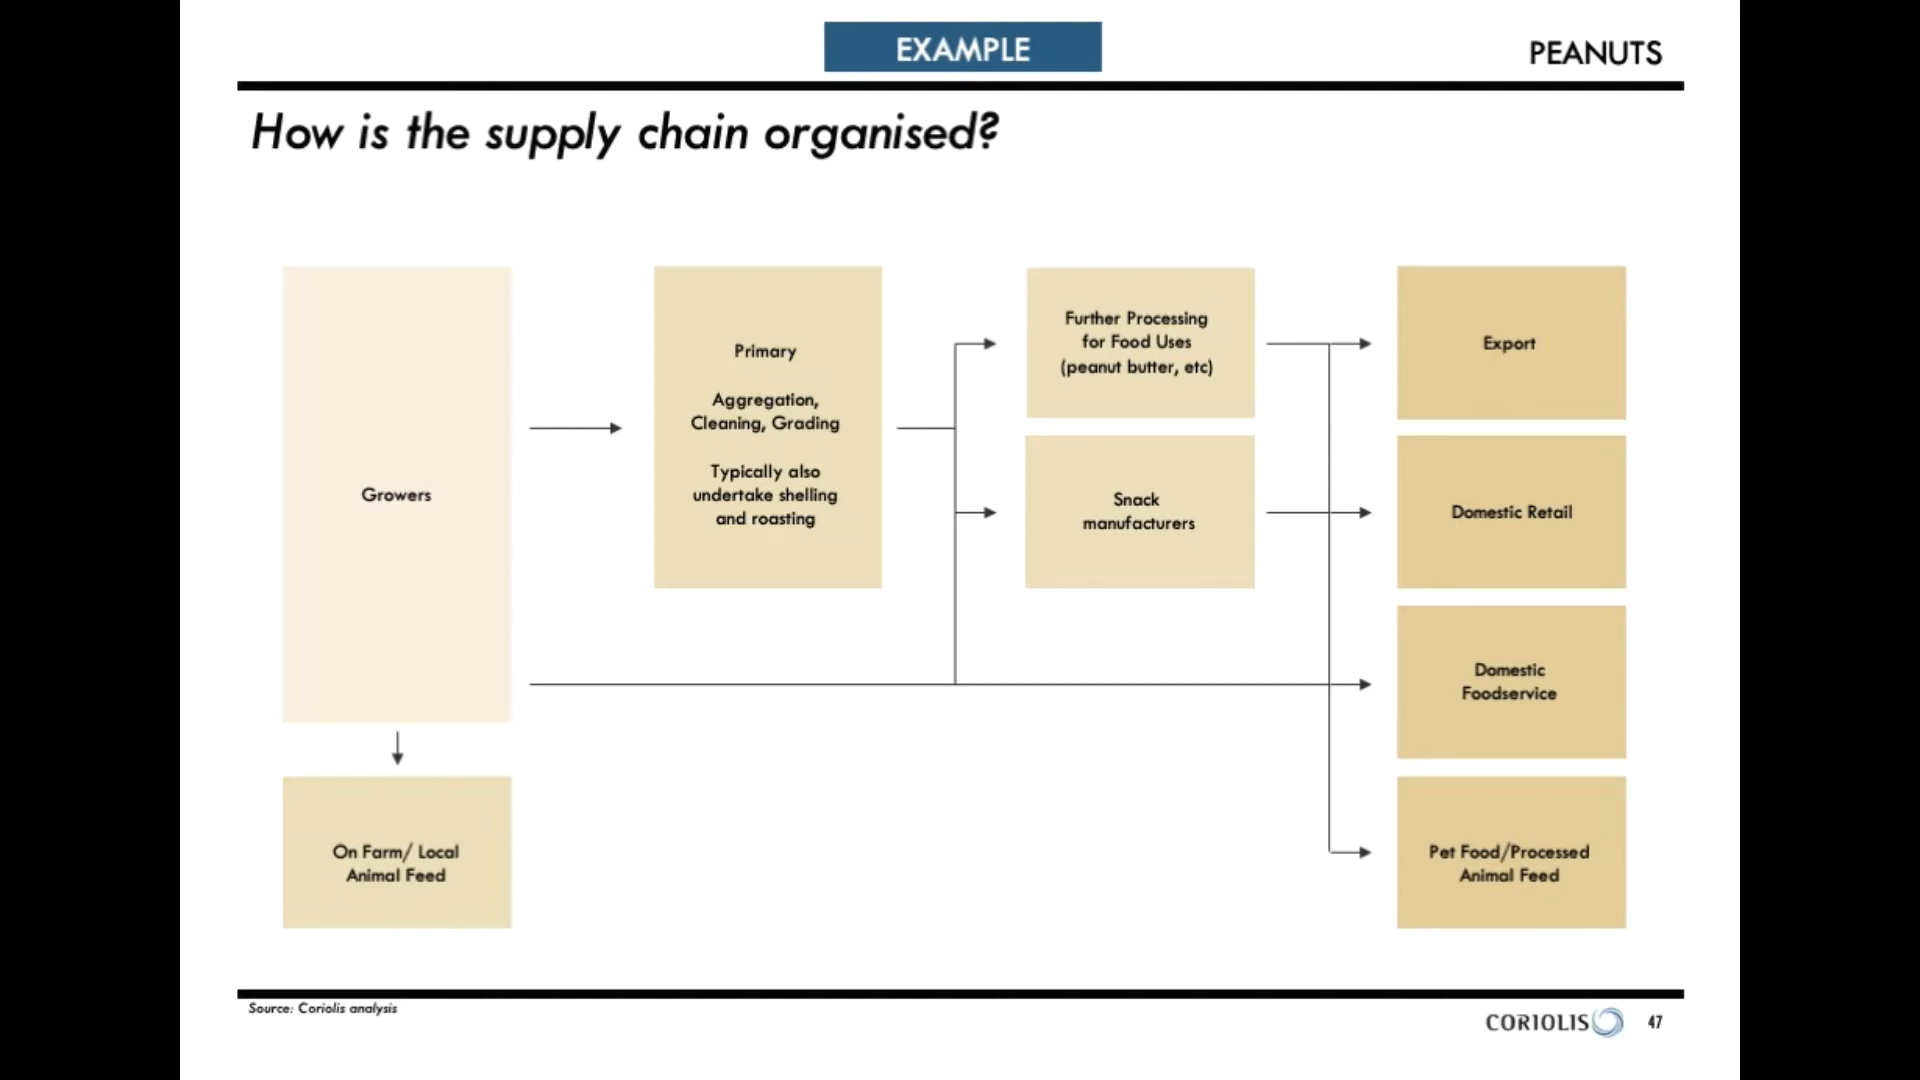 EXAMPLE
PEANUTS
How is the supply chain organised?
Growers
Primary
Aggregation,
Cleaning, Grading
Typically also
undertake shelling
and roasting
Further Processing
for Food Uses
(peanut butter, etc)
Snack
manufacturers
Export
Domestic Retail
Domestic
Foodservice
On Farm/ Local
Animal Feed
Pet Food/Processed
Animal Feed
Source: Coriolis analysis
CORIOLIS
47